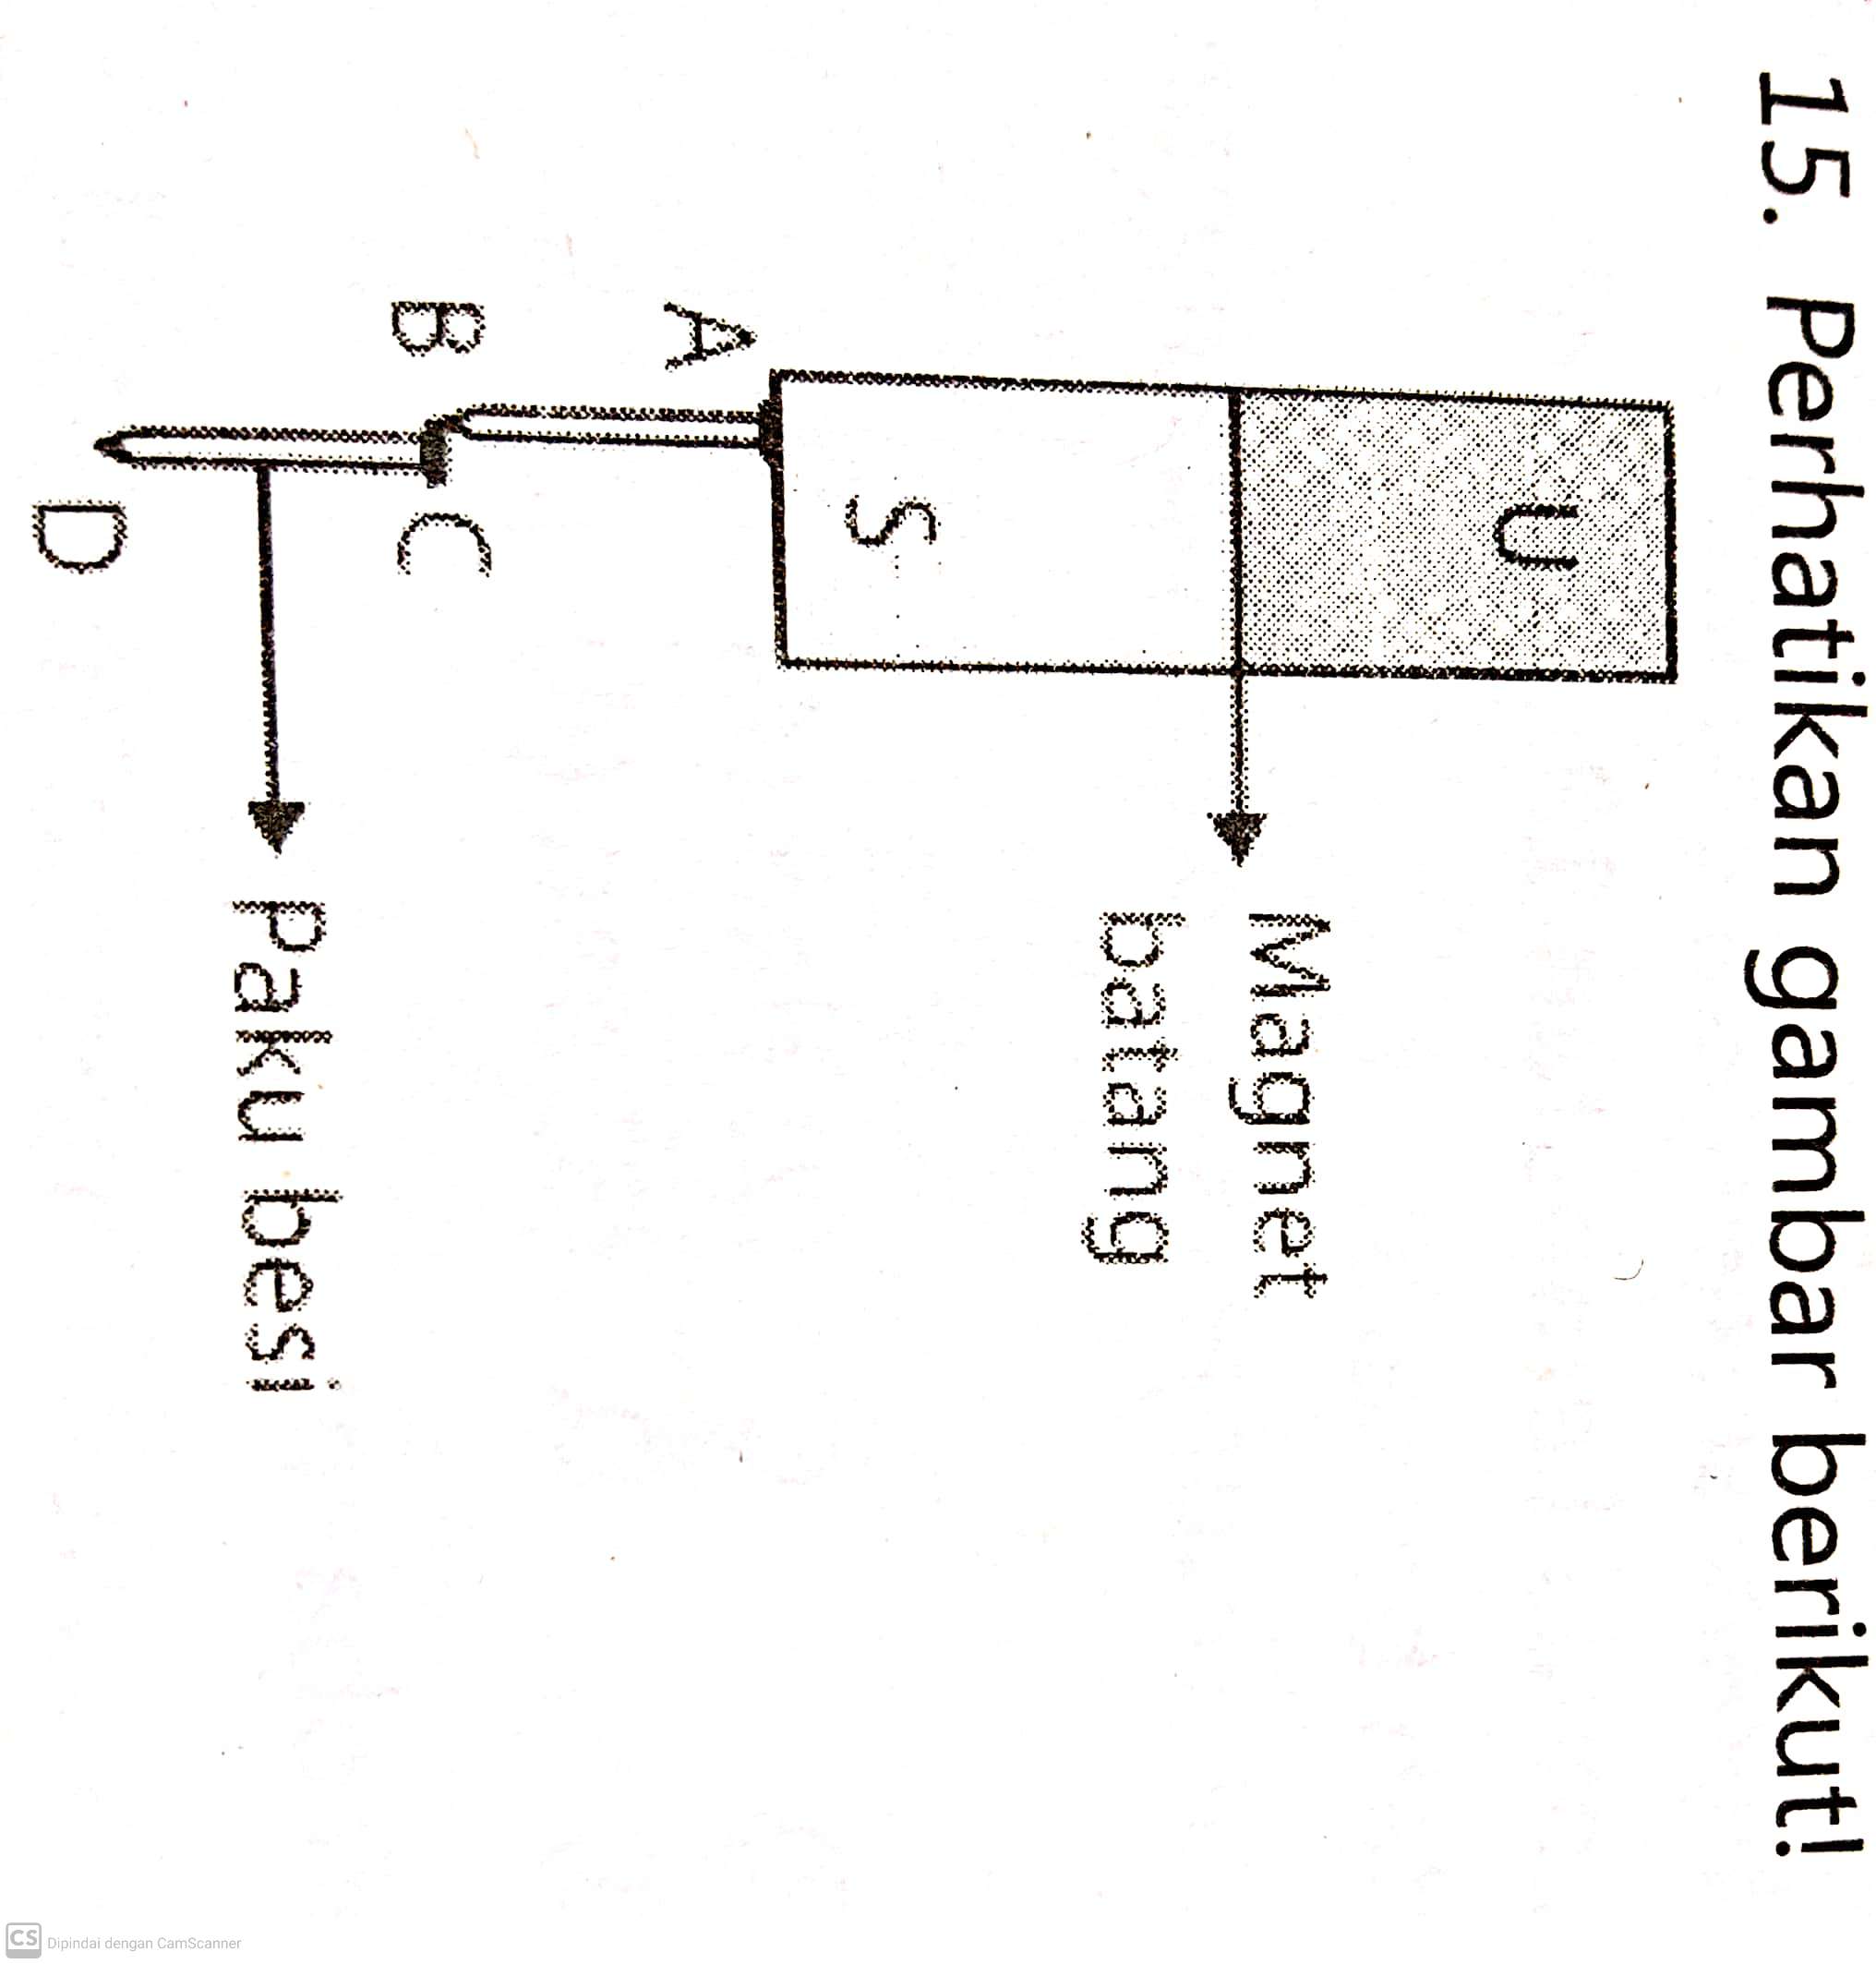 15. Perhatikan gambar berikut!
U
Magnet
batang
S
A
B
C
Paku besi
D
CS Dipindai dengan CamScanner